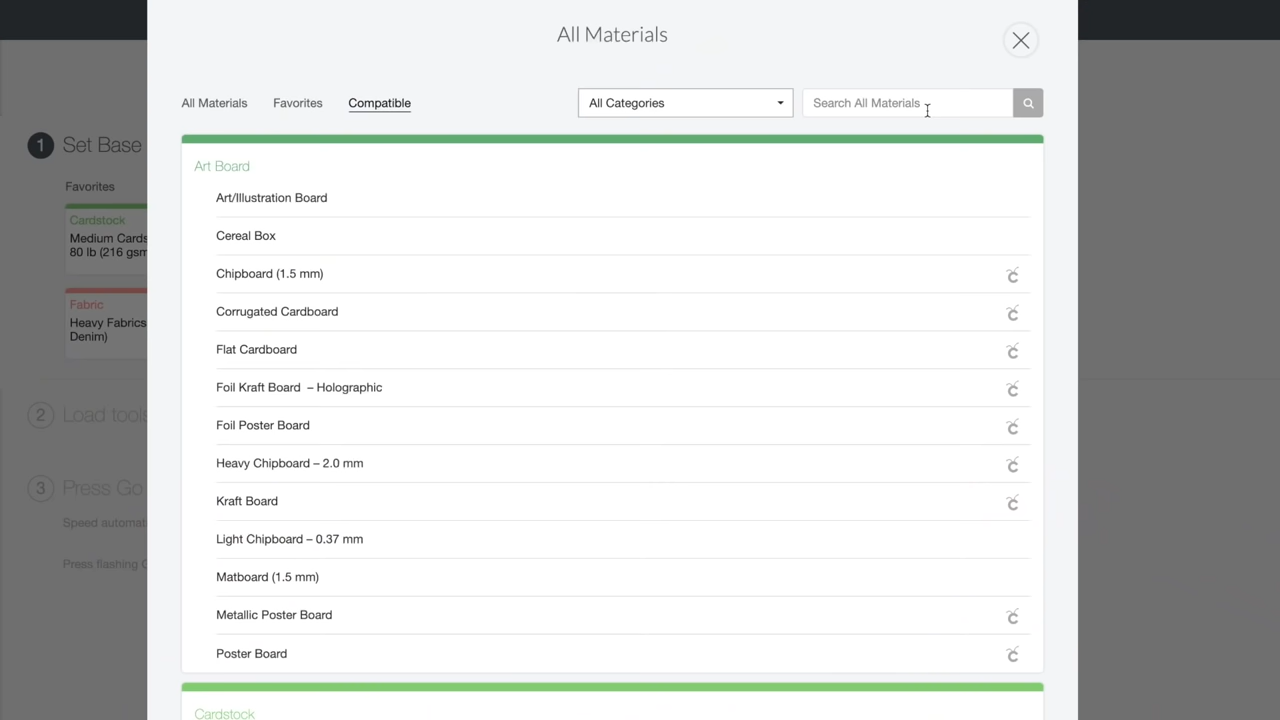 All Materials
All Materials
Favorites
Compatible
All Categories
Search All Materials
1
Set Base
Favorites
Cardstock
Medium Cards
80 lb (216 gsm
Fabric
Heavy Fabrics
Denim)
2
Load tools
3
Press Go
Speed automat
Press flashing
Art Board
Art/Illustration Board
Cereal Box
Chipboard (1.5 mm)
Corrugated Cardboard
Flat Cardboard
Foil Kraft Board – Holographic
Foil Poster Board
Heavy Chipboard – 2.0 mm
Kraft Board
Light Chipboard – 0.37 mm
Matboard (1.5 mm)
Metallic Poster Board
Poster Board
Cardstock